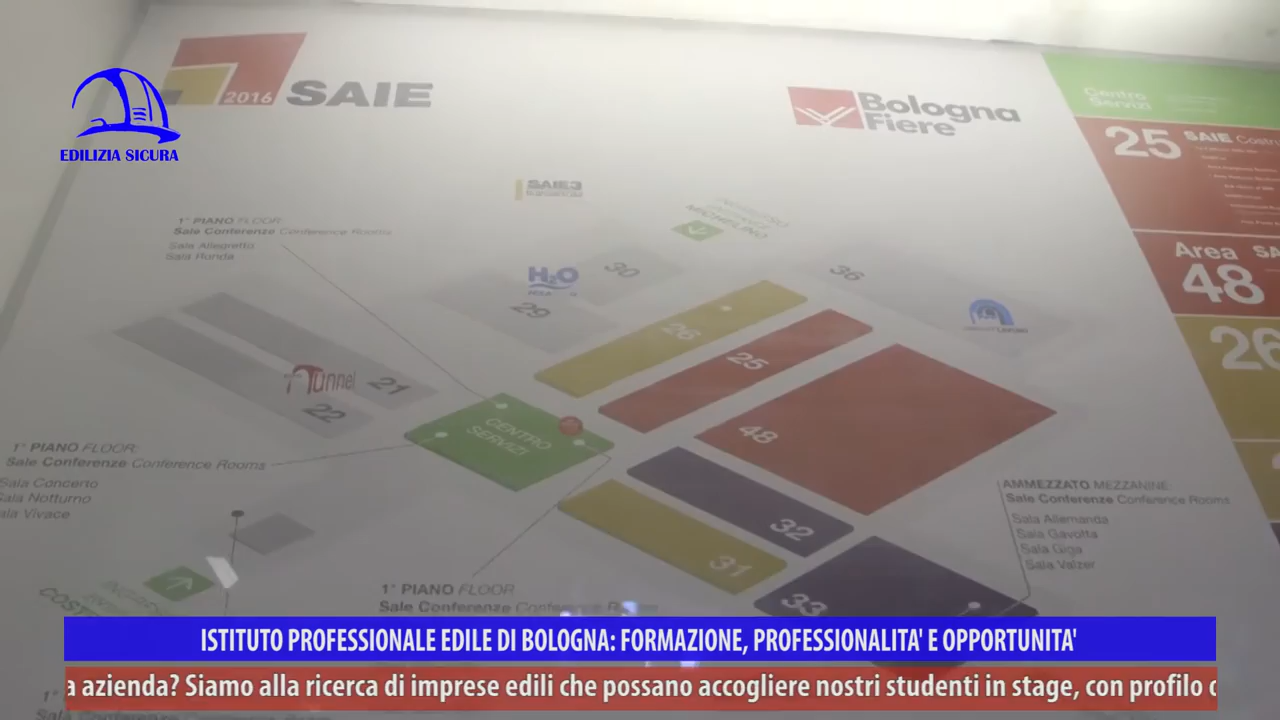 2016 SAIE
Bologna
Fiere
EDILIZIA SICURA
Centro
Servizi
25 SAIE
Area
48
26
SAIE3
1° PIANO FLOOR:
Sale Conferenze Conference Rooms
Sala Allegretto
Sala Ronda
INGRESSO
MICHELINO
H2O
30
29
36
26
25
48
Tunnel
21
22
CENTRO
SERVIZI
1° PIANO FLOOR:
Sale Conferenze Conference Rooms
Sala Concerto
Sala Notturno
Sala Vivace
32
31
33
AMMEZZATO MEZZANINE:
Sale Conferenze Conference Rooms
Sala Allemanda
Sala Gavotta
Sala Giga
Sala Valzer
1° PIANO FLOOR
Sale Conferenze Conference Rooms
ISTITUTO PROFESSIONALE EDILE DI BOLOGNA: FORMAZIONE, PROFESSIONALITA' E OPPORTUNITA'
a azienda? Siamo alla ricerca di imprese edili che possano accogliere nostri studenti in stage, con profilo